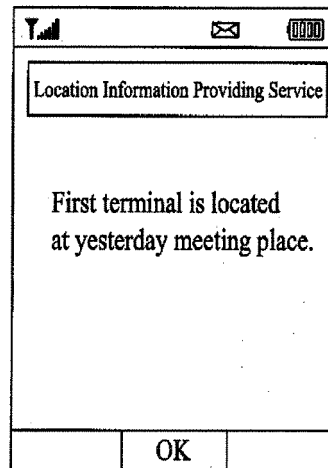 Location Information Providing Service
First terminal is located
at yesterday meeting place.
OK